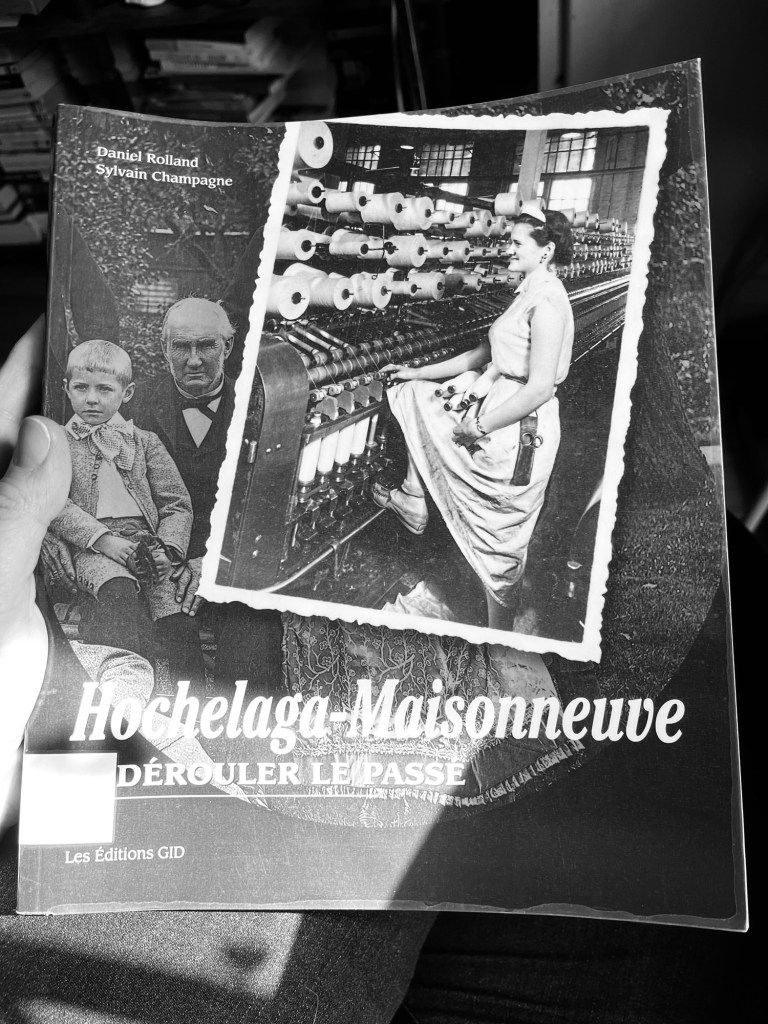 Daniel Rolland
Sylvain Champagne
Hochelaga-Maisonneuve
DÉROULER LE PASSÉ
Les Éditions GID